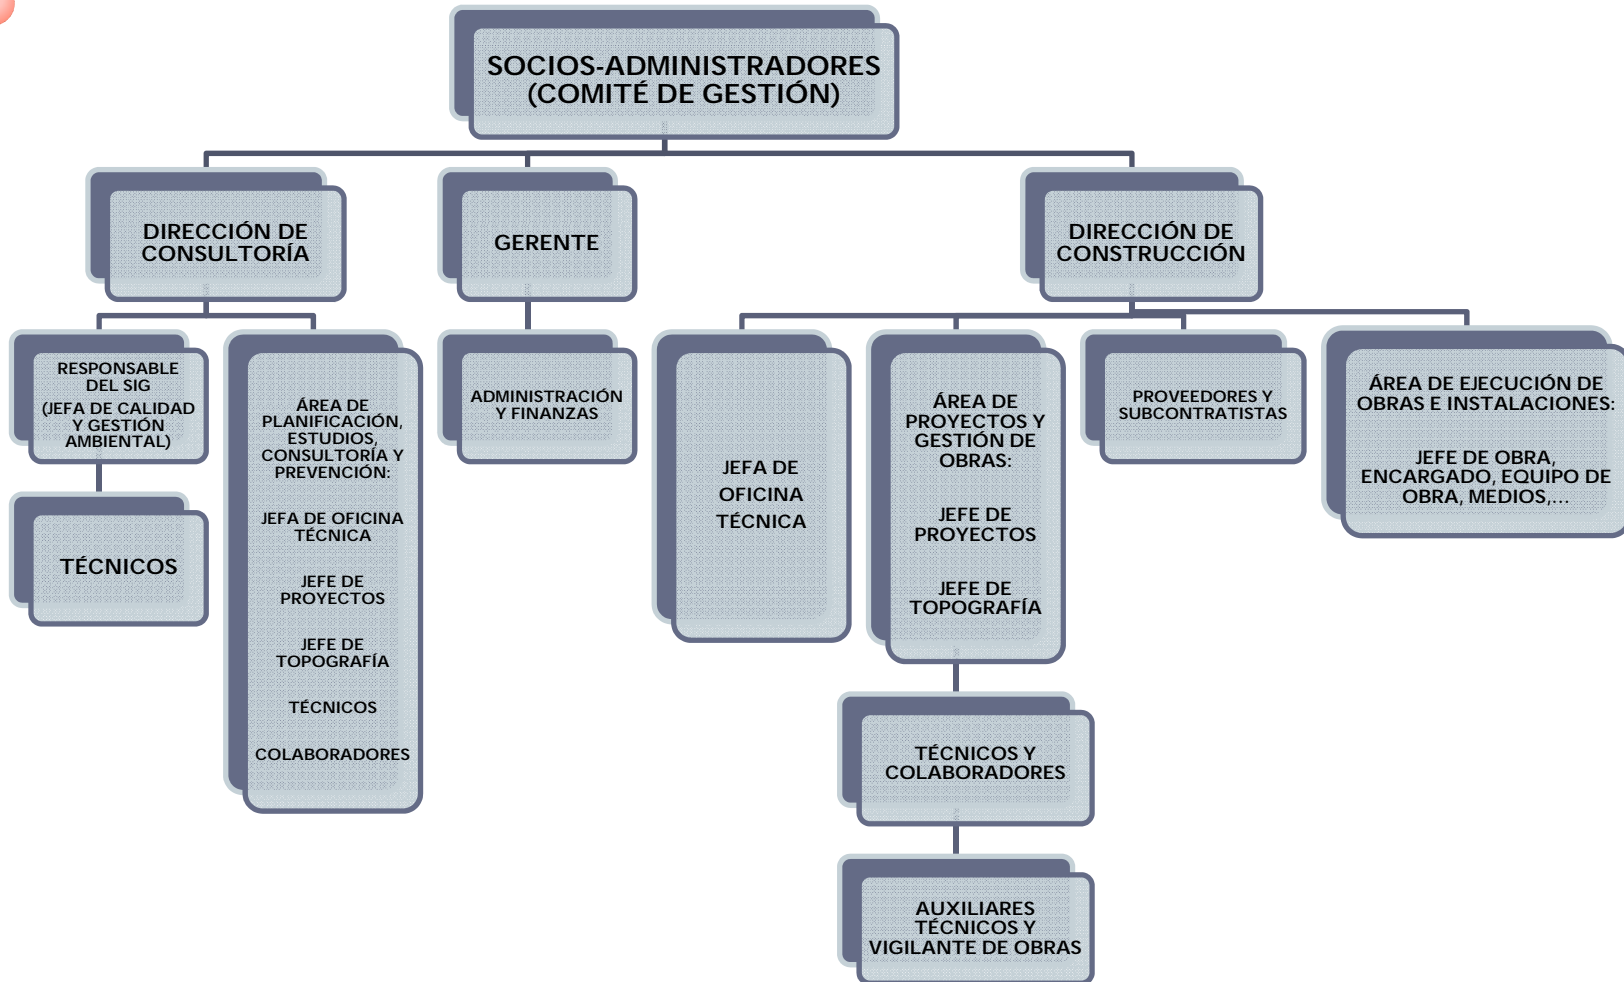 SOCIOS-ADMINISTRADORES
(COMITÉ DE GESTIÓN)
DIRECCIÓN DE
CONSULTORÍA
GERENTE
DIRECCIÓN DE
CONSTRUCCIÓN
RESPONSABLE
DEL SIG
(JEFA DE CALIDAD
Y GESTIÓN
AMBIENTAL)
ÁREA DE
PLANIFICACIÓN,
ESTUDIOS,
CONSULTORÍA Y
PREVENCIÓN:
JEFA DE OFICINA
TÉCNICA
JEFE DE
PROYECTOS
JEFE DE
TOPOGRAFÍA
TÉCNICOS
COLABORADORES
ADMINISTRACIÓN
Y FINANZAS
JEFA DE
OFICINA
TÉCNICA
ÁREA DE
PROYECTOS Y
GESTIÓN DE
OBRAS:
JEFE DE
PROYECTOS
JEFE DE
TOPOGRAFÍA
PROVEEDORES Y
SUBCONTRATISTAS
ÁREA DE EJECUCIÓN DE
OBRAS E INSTALACIONES:
JEFE DE OBRA,
ENCARGADO, EQUIPO DE
OBRA, MEDIOS,...
TÉCNICOS
TÉCNICOS Y
COLABORADORES
AUXILIARES
TÉCNICOS Y
VIGILANTE DE OBRAS